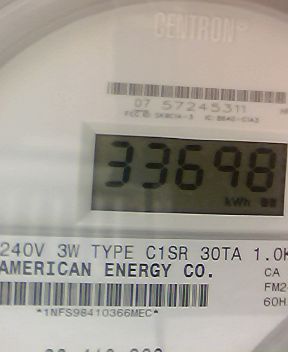 CENTRON®
07 57245311
33698
kWh
240V 3W TYPE C1SR 30TA 1.0K
AMERICAN ENERGY CO.
CA
FM2
60H
*1NFS98410366MEC*